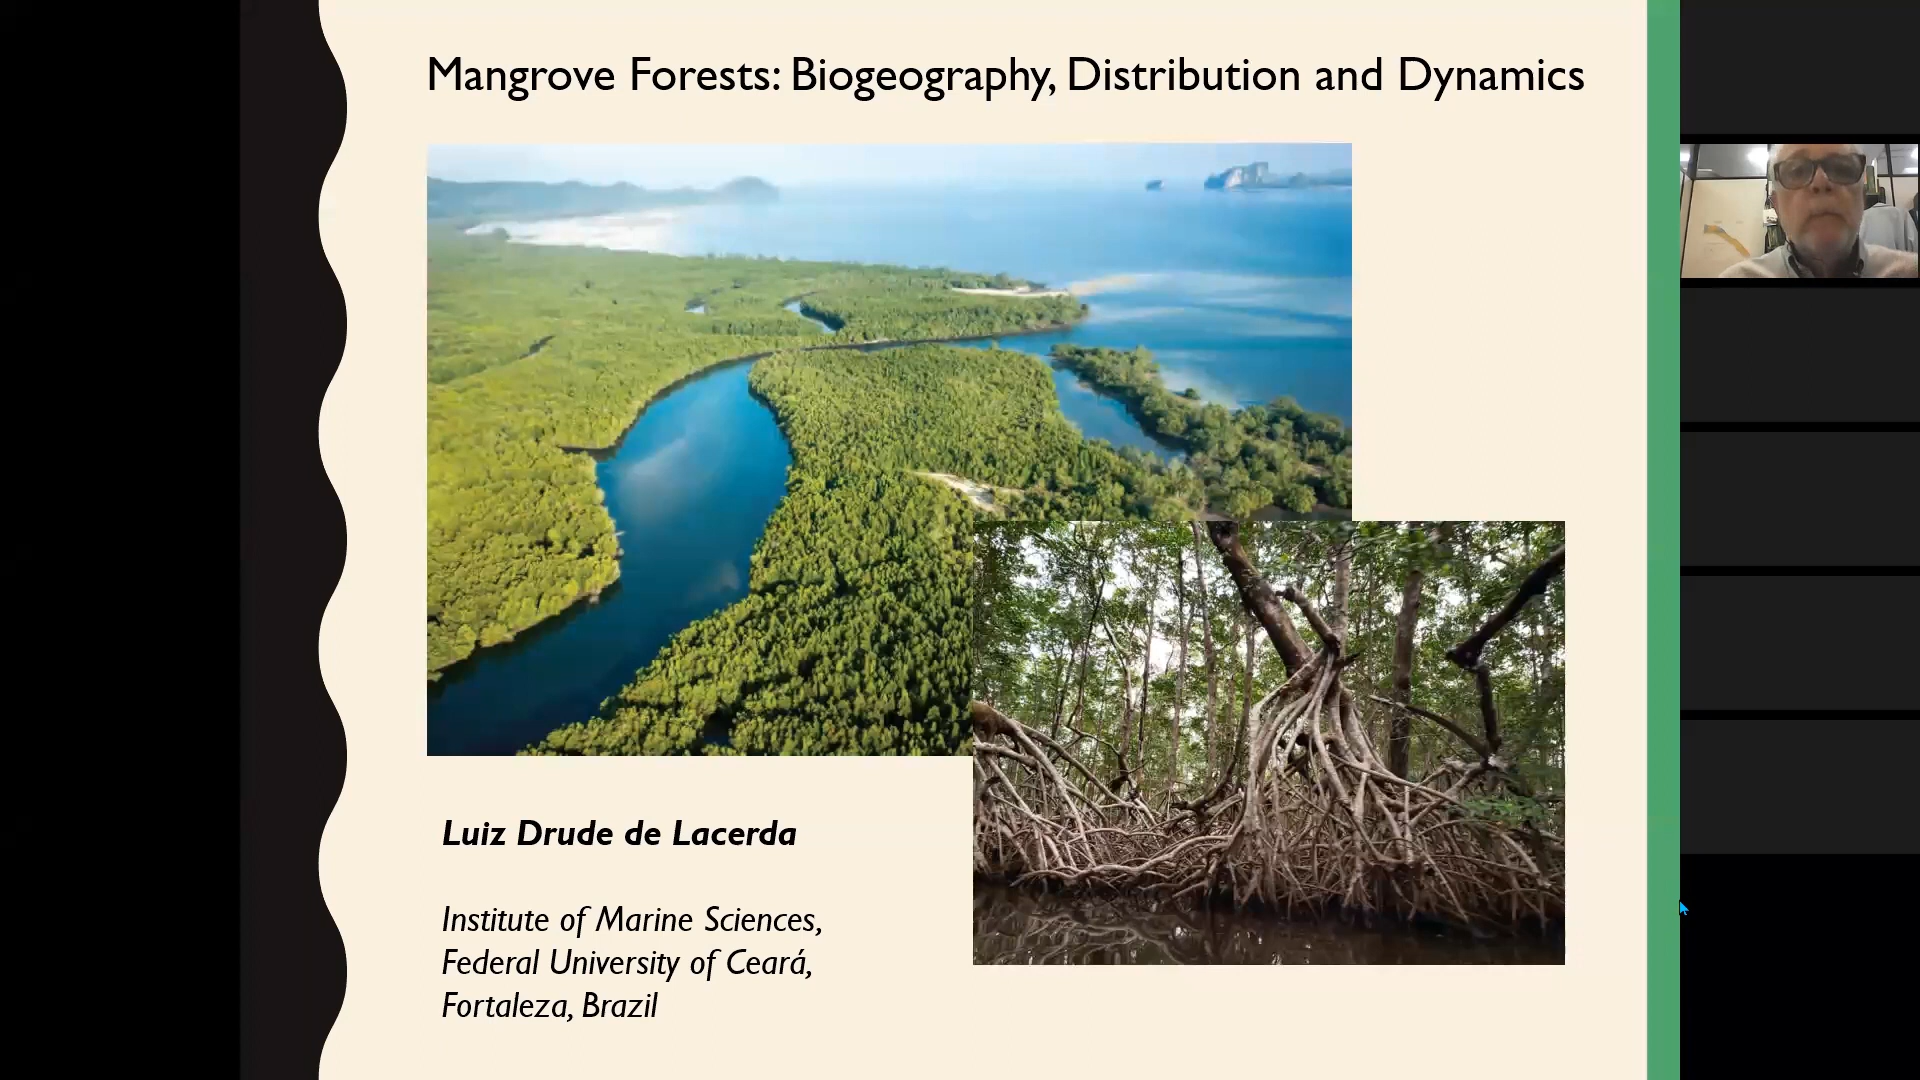 Mangrove Forests: Biogeography, Distribution and Dynamics
Luiz Drude de Lacerda
Institute of Marine Sciences,
Federal University of Ceará,
Fortaleza, Brazil